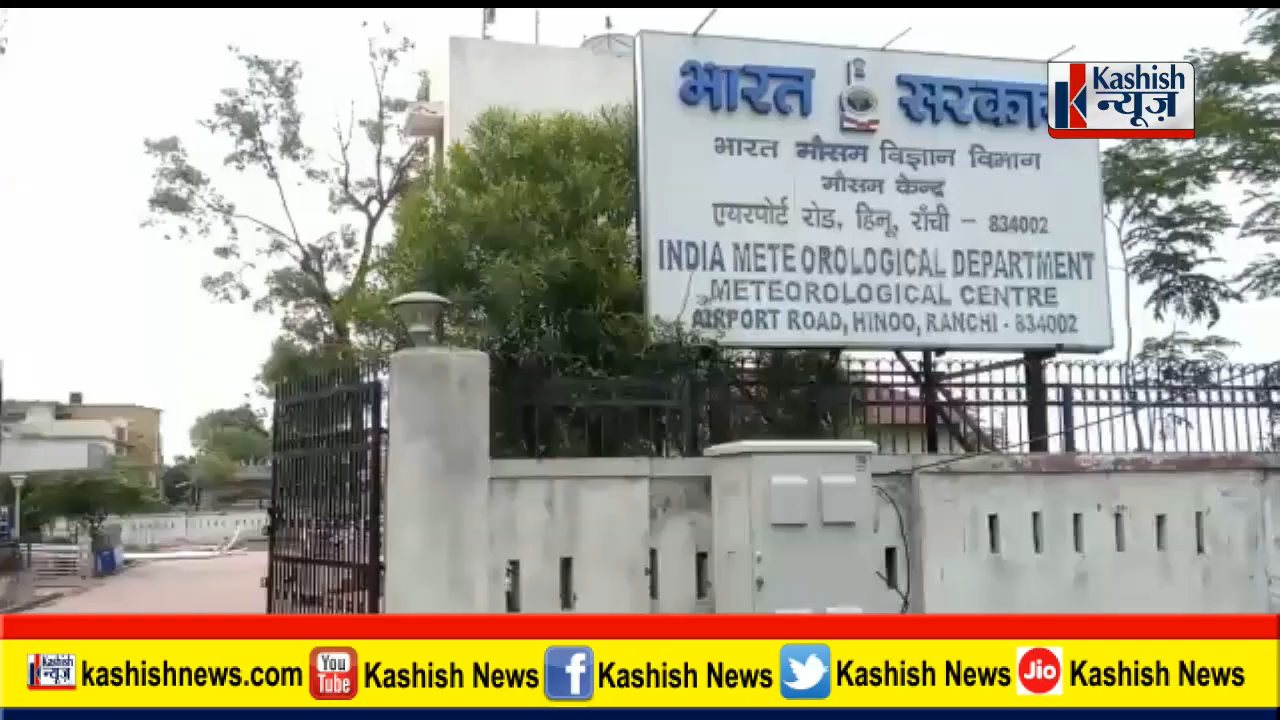 भारत सरकार
Kashish
न्यूज़
भारत मौसम विज्ञान विभाग
मौसम केन्द्र
एयरपोर्ट रोड, हिनू, राँची - 834002
INDIA METEOROLOGICAL DEPARTMENT
METEOROLOGICAL CENTRE
AIRPORT ROAD, HINOO, RANCHI - 834002
Kashish न्यूज़ kashishnews.com You Tube Kashish News f Kashish News Kashish News Jio Kashish News